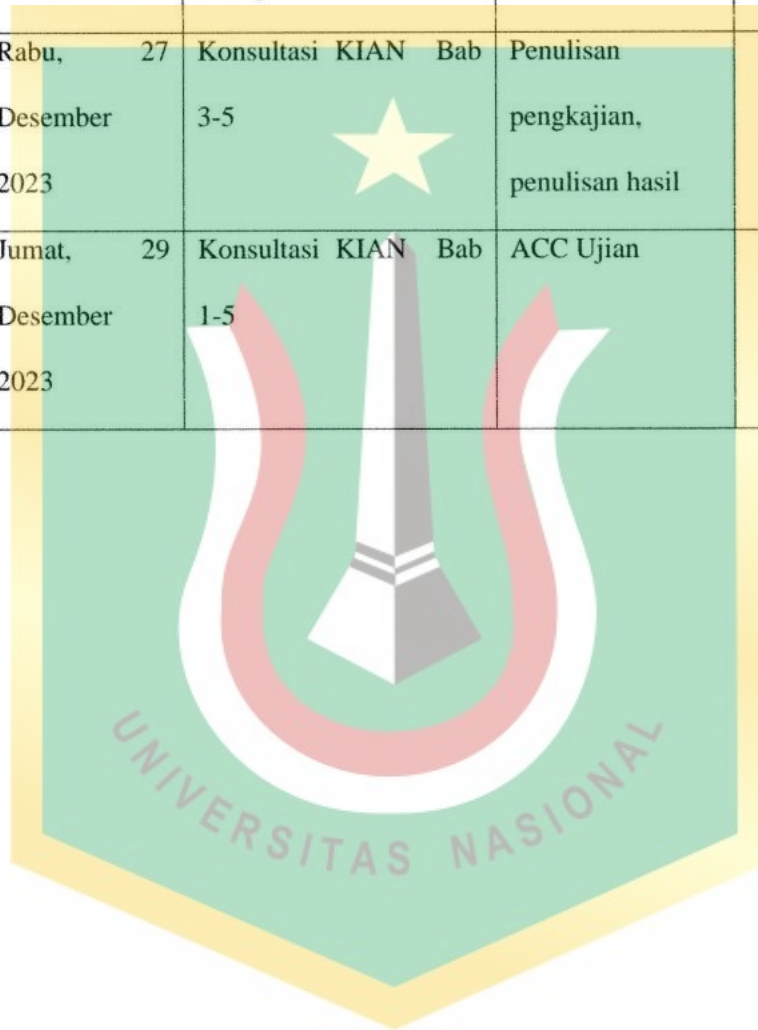 Rabu, 27 Konsultasi KIAN Bab Penulisan
Desember 3-5 pengkajian,
2023 penulisan hasil
Jumat, 29 Konsultasi KIAN Bab ACC Ujian
Desember 1-5
2023
UNIVERSITAS NASIONAL